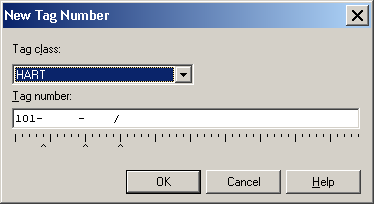 New Tag Number
Tag class:
HART
Tag number:
101-     -    /
OK Cancel Help